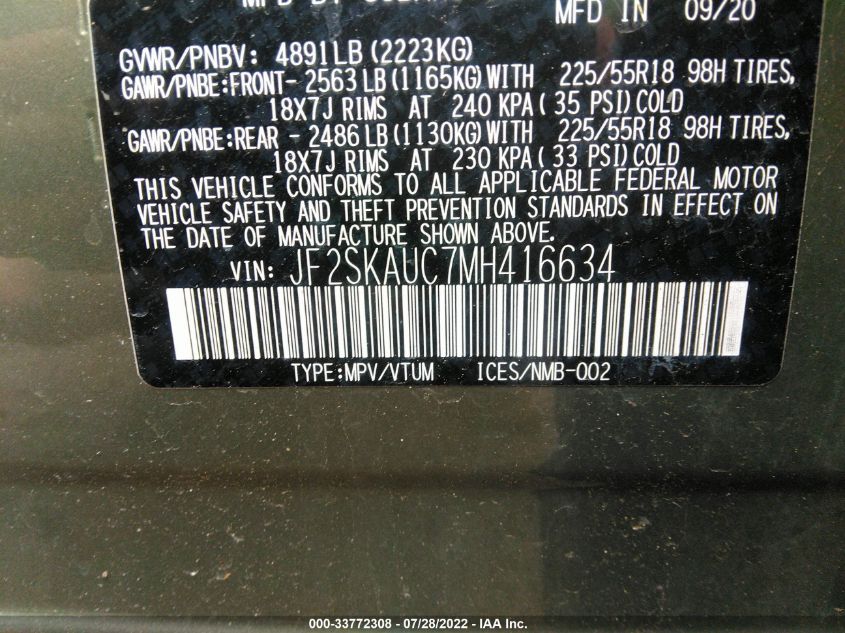 MFD BY
MFD IN 09/20
GVWR/PNBV: 4891LB (2223KG)
GAWR/PNBE:FRONT- 2563 LB (1165KG) WITH 225/55R18 98H TIRES,
18X7J RIMS AT 240 KPA ( 35 PSI) COLD
GAWR/PNBE:REAR - 2486 LB (1130KG) WITH 225/55R18 98H TIRES,
18X7J RIMS AT 230 KPA ( 33 PSI) COLD
THIS VEHICLE CONFORMS TO ALL APPLICABLE FEDERAL MOTOR
VEHICLE SAFETY AND THEFT PREVENTION STANDARDS IN EFFECT ON
THE DATE OF MANUFACTURE SHOWN ABOVE.
VIN: JF2SKAUC7MH416634
TYPE:MPV/VTUM ICES/NMB-002
000-33772308 - 07/28/2022 - IAA Inc.